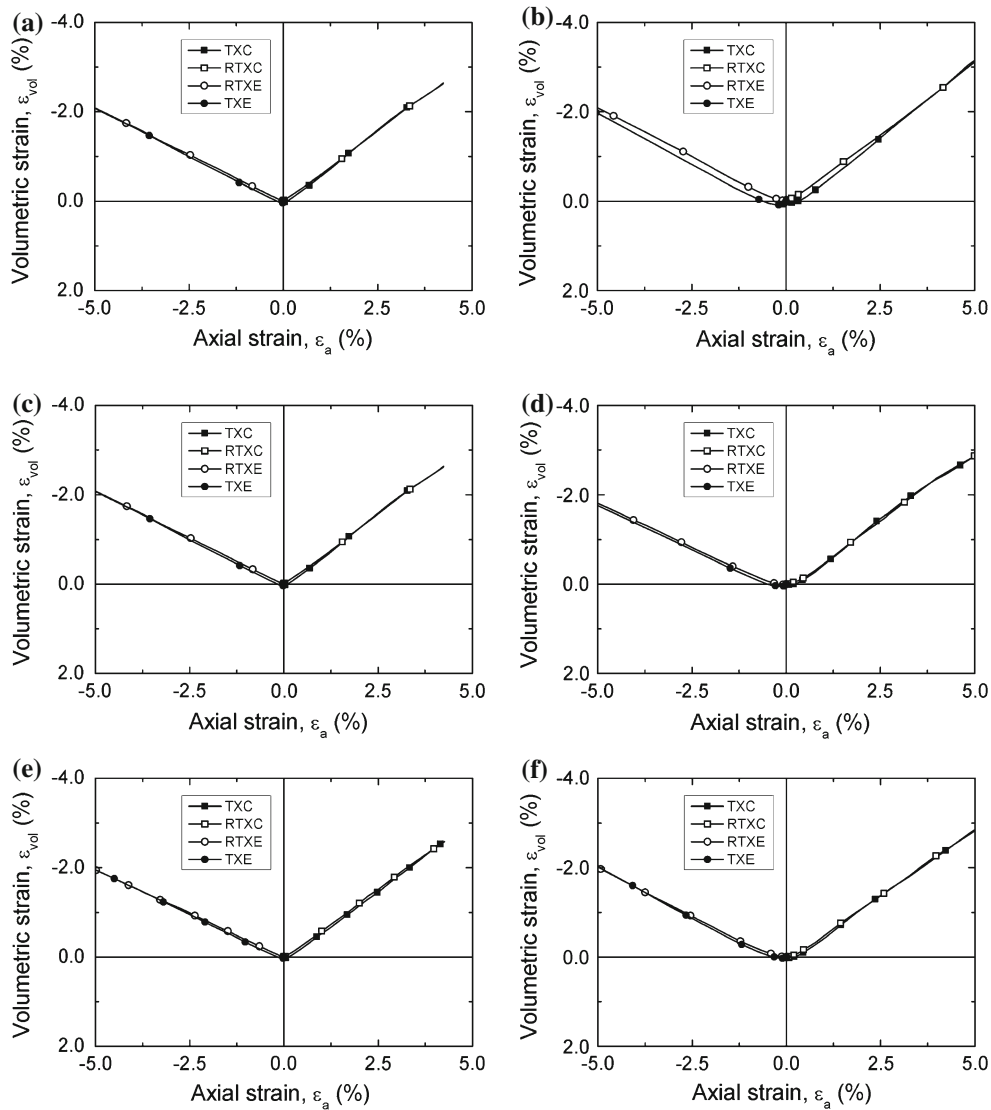 (a)
-4.0
-2.0
0.0
2.0
Volumetric strain, εvol (%)
TXC
RTXC
RTXE
TXE
-5.0 -2.5 0.0 2.5 5.0
Axial strain, εa (%)
(b)
-4.0
-2.0
0.0
2.0
Volumetric strain, εvol (%)
TXC
RTXC
RTXE
TXE
-5.0 -2.5 0.0 2.5 5.0
Axial strain, εa (%)
(c)
-4.0
-2.0
0.0
2.0
Volumetric strain, εvol (%)
TXC
RTXC
RTXE
TXE
-5.0 -2.5 0.0 2.5 5.0
Axial strain, εa (%)
(d)
-4.0
-2.0
0.0
2.0
Volumetric strain, εvol (%)
TXC
RTXC
RTXE
TXE
-5.0 -2.5 0.0 2.5 5.0
Axial strain, εa (%)
(e)
-4.0
-2.0
0.0
2.0
Volumetric strain, εvol (%)
TXC
RTXC
RTXE
TXE
-5.0 -2.5 0.0 2.5 5.0
Axial strain, εa (%)
(f)
-4.0
-2.0
0.0
2.0
Volumetric strain, εvol (%)
TXC
RTXC
RTXE
TXE
-5.0 -2.5 0.0 2.5 5.0
Axial strain, εa (%)